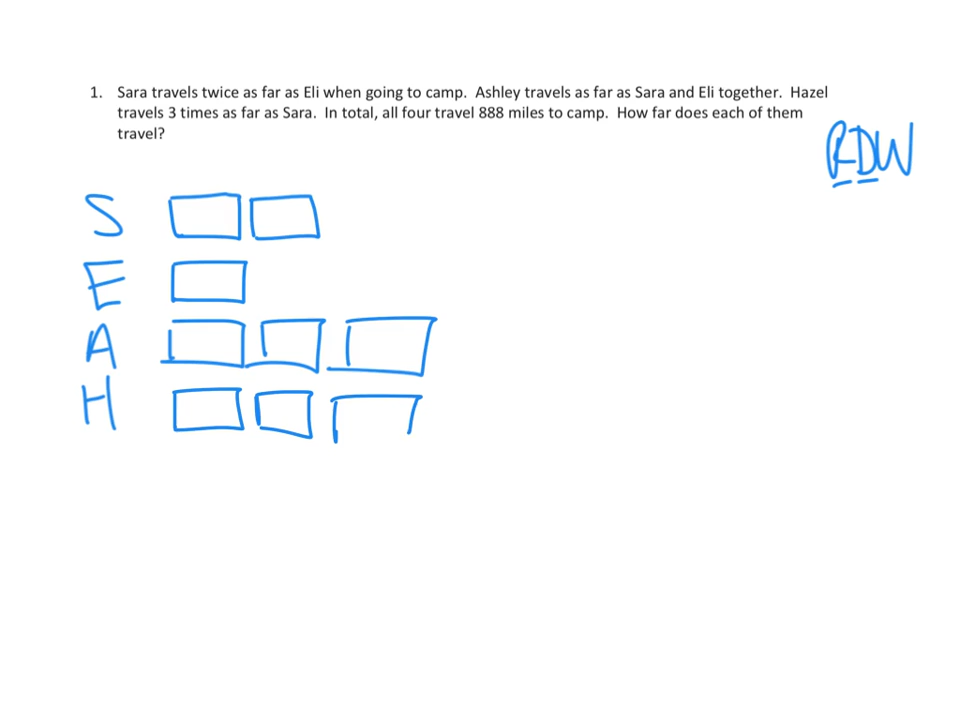 1. Sara travels twice as far as Eli when going to camp. Ashley travels as far as Sara and Eli together. Hazel
travels 3 times as far as Sara. In total, all four travel 888 miles to camp. How far does each of them
travel?
RDW
S
E
A
H